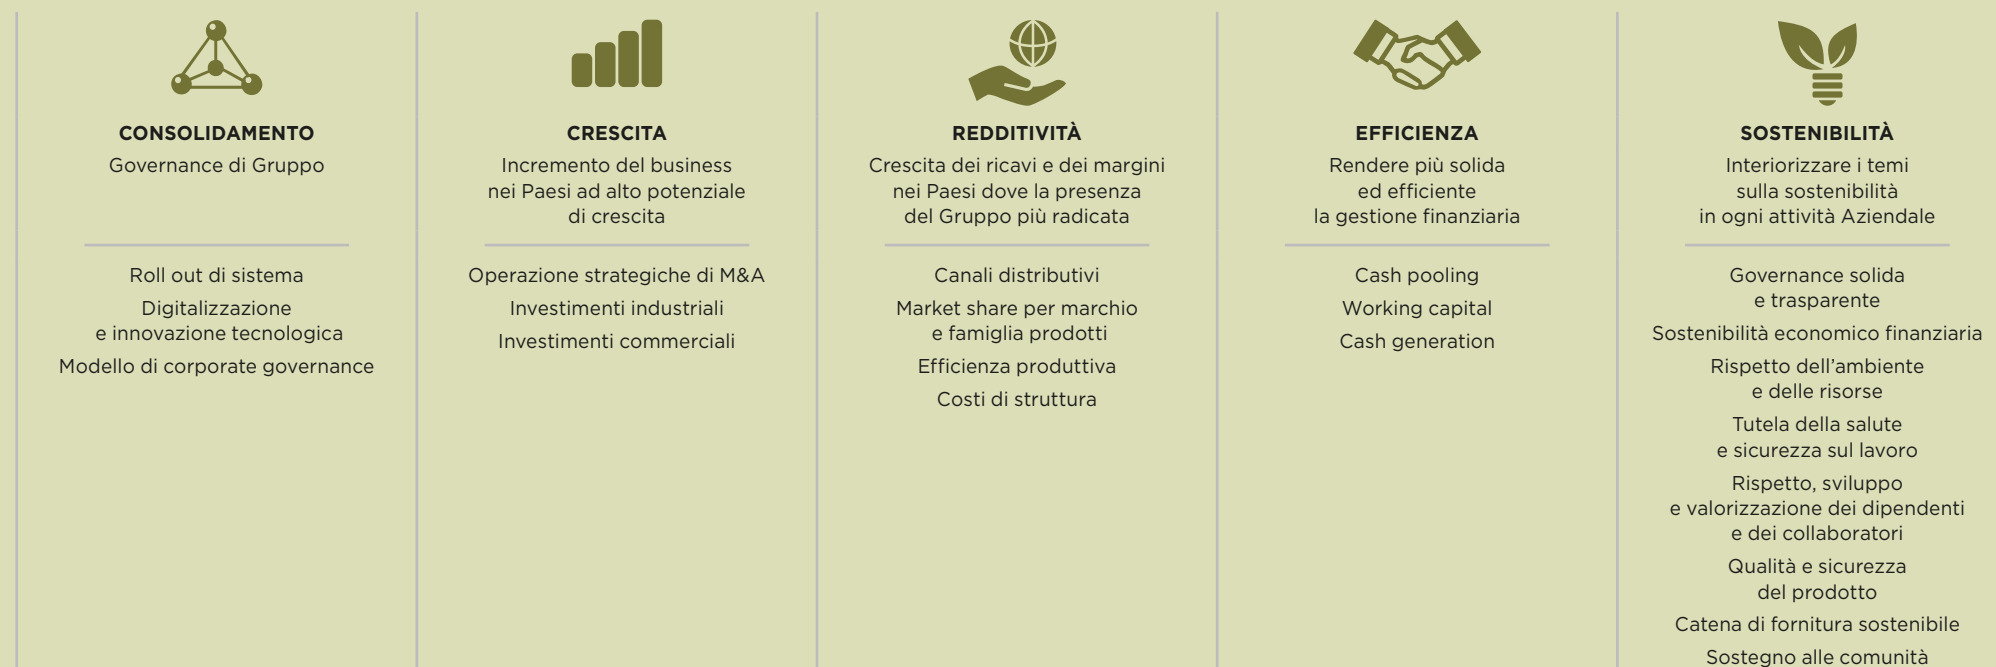 CONSOLIDAMENTO
Governance di Gruppo
Roll out di sistema
Digitalizzazione
e innovazione tecnologica
Modello di corporate governance
CRESCITA
Incremento del business
nei Paesi ad alto potenziale
di crescita
Operazione strategiche di M&A
Investimenti industriali
Investimenti commerciali
REDDITIVITÀ
Crescita dei ricavi e dei margini
nei Paesi dove la presenza
del Gruppo più radicata
Canali distributivi
Market share per marchio
e famiglia prodotti
Efficienza produttiva
Costi di struttura
EFFICIENZA
Rendere più solida
ed efficiente
la gestione finanziaria
Cash pooling
Working capital
Cash generation
SOSTENIBILITÀ
Interiorizzare i temi
sulla sostenibilità
in ogni attività Aziendale
Governance solida
e trasparente
Sostenibilità economico finanziaria
Rispetto dell’ambiente
e delle risorse
Tutela della salute
e sicurezza sul lavoro
Rispetto, sviluppo
e valorizzazione dei dipendenti
e dei collaboratori
Qualità e sicurezza
del prodotto
Catena di fornitura sostenibile
Sostegno alle comunità